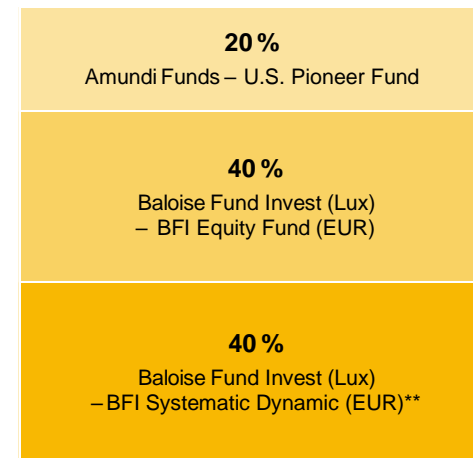 20 %
Amundi Funds – U.S. Pioneer Fund
40 %
Baloise Fund Invest (Lux)
– BFI Equity Fund (EUR)
40 %
Baloise Fund Invest (Lux)
– BFI Systematic Dynamic (EUR)**